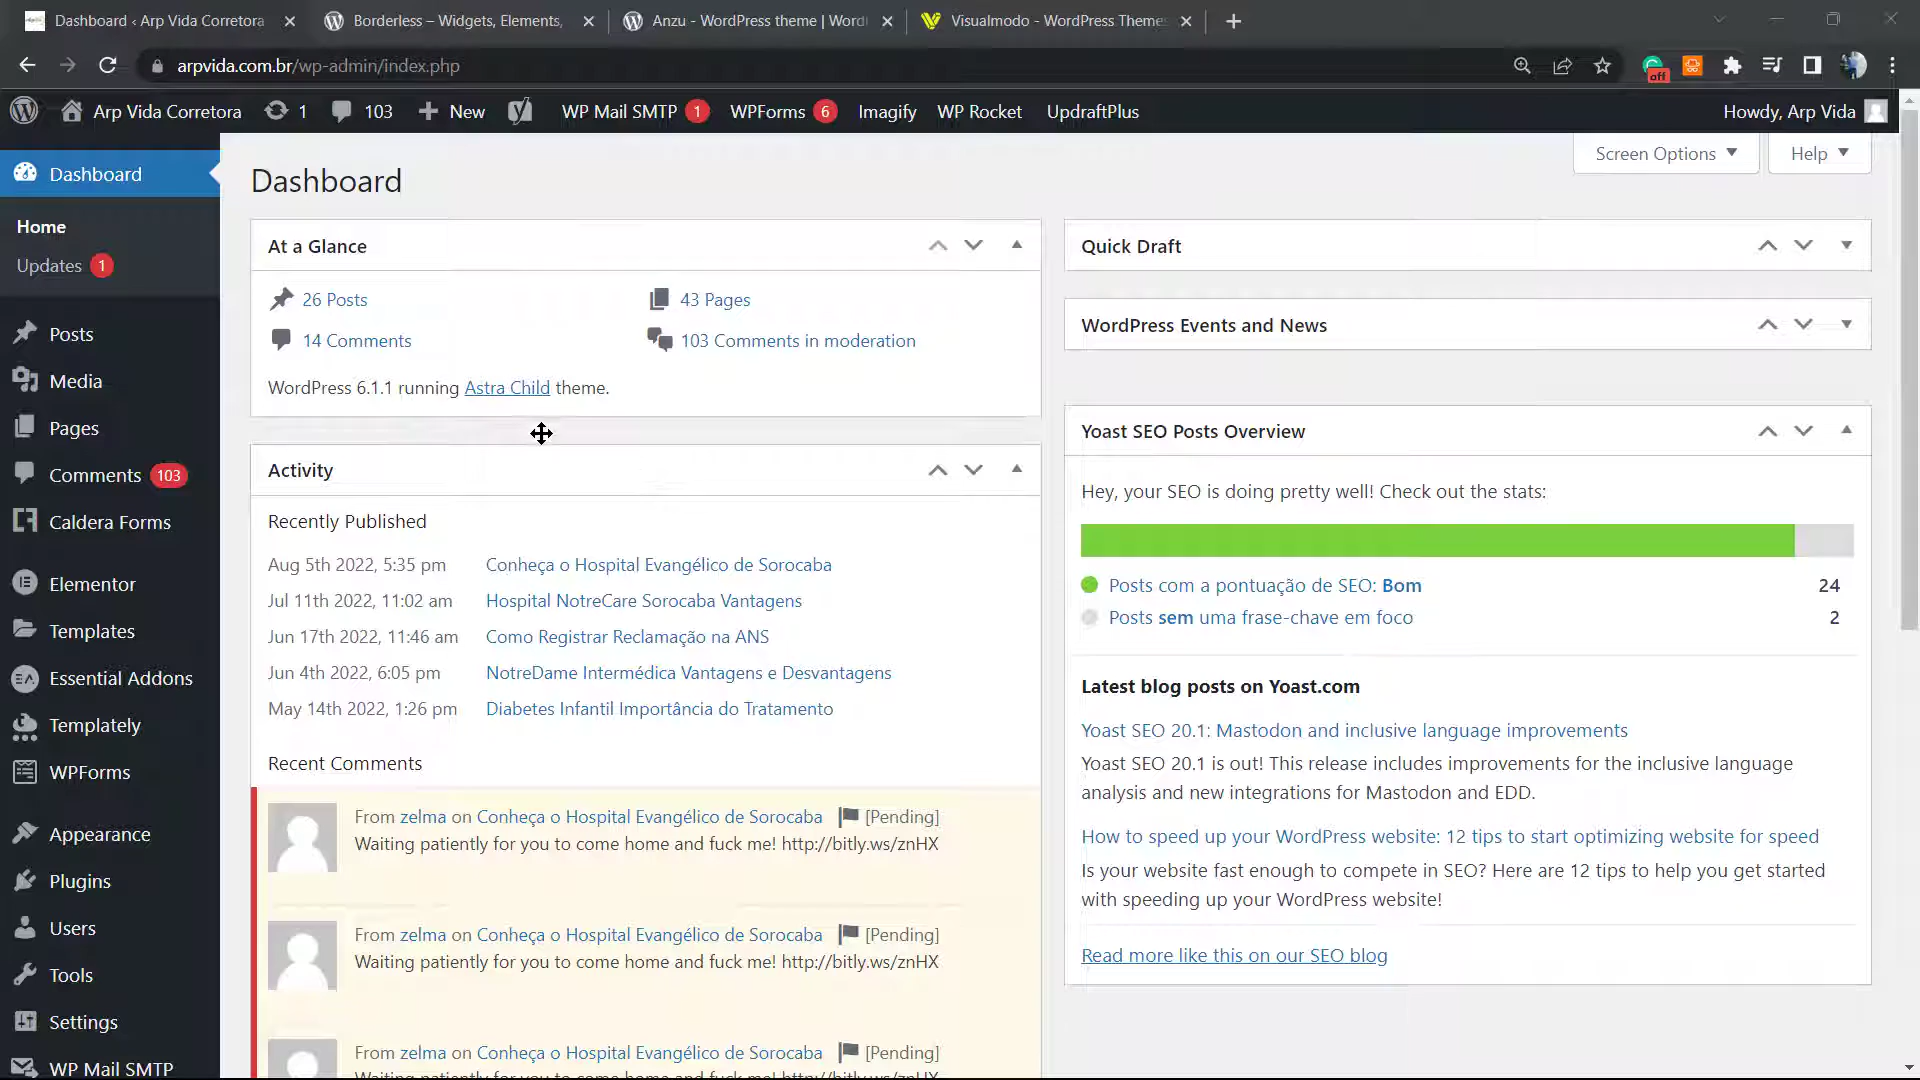 Dashboard ‹ Arp Vida Corretora
Borderless – Widgets, Elements,
Anzu - WordPress theme | Word
Visualmodo - WordPress Themes
arpvida.com.br/wp-admin/index.php
off
Arp Vida Corretora
1
103
New
WP Mail SMTP 1
WPForms 6
Imagify
WP Rocket
UpdraftPlus
Howdy, Arp Vida
Screen Options
Help
Dashboard
Home
Updates 1
Posts
Media
Pages
Comments 103
Caldera Forms
Elementor
Templates
Essential Addons
Templately
WPForms
Appearance
Plugins
Users
Tools
Settings
WP Mail SMTP
Dashboard
At a Glance
26 Posts
43 Pages
14 Comments
103 Comments in moderation
WordPress 6.1.1 running Astra Child theme.
Activity
Recently Published
Aug 5th 2022, 5:35 pm Conheça o Hospital Evangélico de Sorocaba
Jul 11th 2022, 11:02 am Hospital NotreCare Sorocaba Vantagens
Jun 17th 2022, 11:46 am Como Registrar Reclamação na ANS
Jun 4th 2022, 6:05 pm NotreDame Intermédica Vantagens e Desvantagens
May 14th 2022, 1:26 pm Diabetes Infantil Importância do Tratamento
Recent Comments
From zelma on Conheça o Hospital Evangélico de Sorocaba [Pending]
Waiting patiently for you to come home and fuck me! http://bitly.ws/znHX
From zelma on Conheça o Hospital Evangélico de Sorocaba [Pending]
Waiting patiently for you to come home and fuck me! http://bitly.ws/znHX
From zelma on Conheça o Hospital Evangélico de Sorocaba [Pending]
Waiting patiently for you to come home and fuck me! http://bitly.ws/znHX
Quick Draft
WordPress Events and News
Yoast SEO Posts Overview
Hey, your SEO is doing pretty well! Check out the stats:
Posts com a pontuação de SEO: Bom 24
Posts sem uma frase-chave em foco 2
Latest blog posts on Yoast.com
Yoast SEO 20.1: Mastodon and inclusive language improvements
Yoast SEO 20.1 is out! This release includes improvements for the inclusive language
analysis and new integrations for Mastodon and EDD.
How to speed up your WordPress website: 12 tips to start optimizing website for speed
Is your website fast enough to compete in SEO? Here are 12 tips to help you get started
with speeding up your WordPress website!
Read more like this on our SEO blog